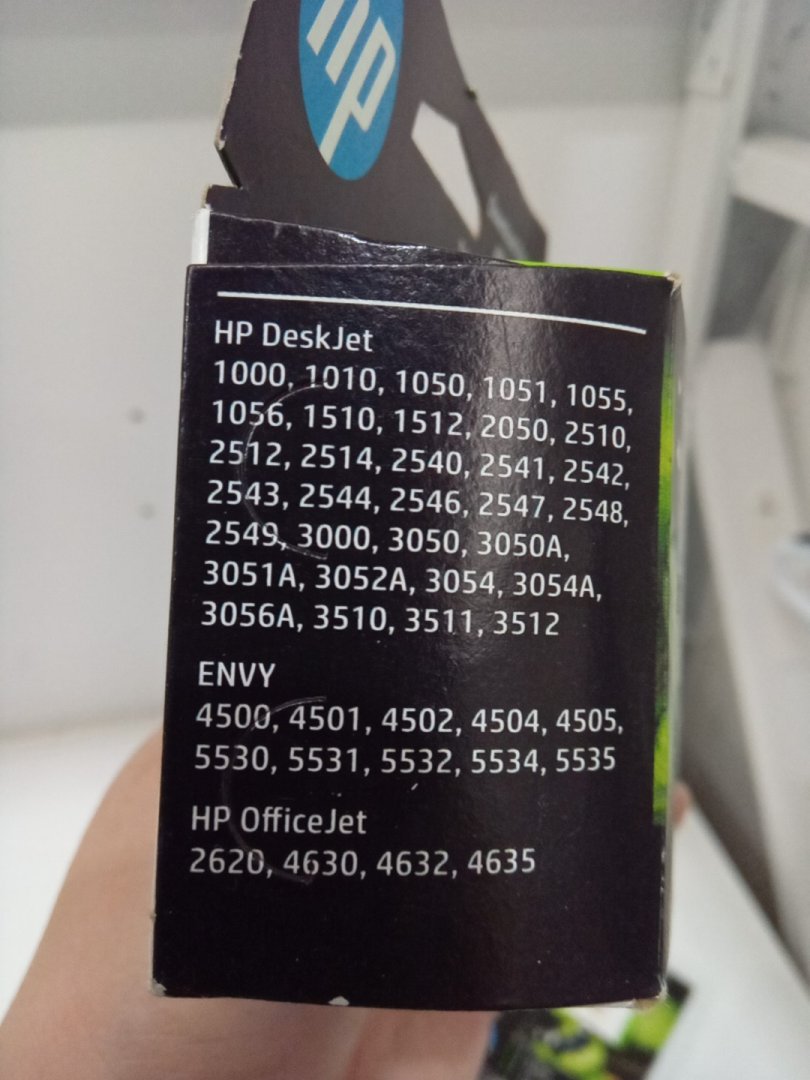 hp
HP DeskJet
1000, 1010, 1050, 1051, 1055,
1056, 1510, 1512, 2050, 2510,
2512, 2514, 2540, 2541, 2542,
2543, 2544, 2546, 2547, 2548,
2549, 3000, 3050, 3050A,
3051A, 3052A, 3054, 3054A,
3056A, 3510, 3511, 3512
ENVY
4500, 4501, 4502, 4504, 4505,
5530, 5531, 5532, 5534, 5535
HP OfficeJet
2620, 4630, 4632, 4635